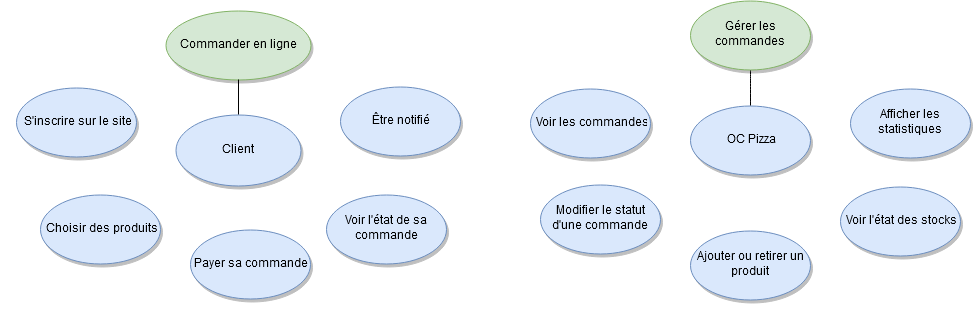 Commander en ligne
S'inscrire sur le site
Client
Être notifié
Choisir des produits
Payer sa commande
Voir l'état de sa
commande
Gérer les
commandes
Voir les commandes
OC Pizza
Afficher les
statistiques
Modifier le statut
d'une commande
Ajouter ou retirer un
produit
Voir l'état des stocks